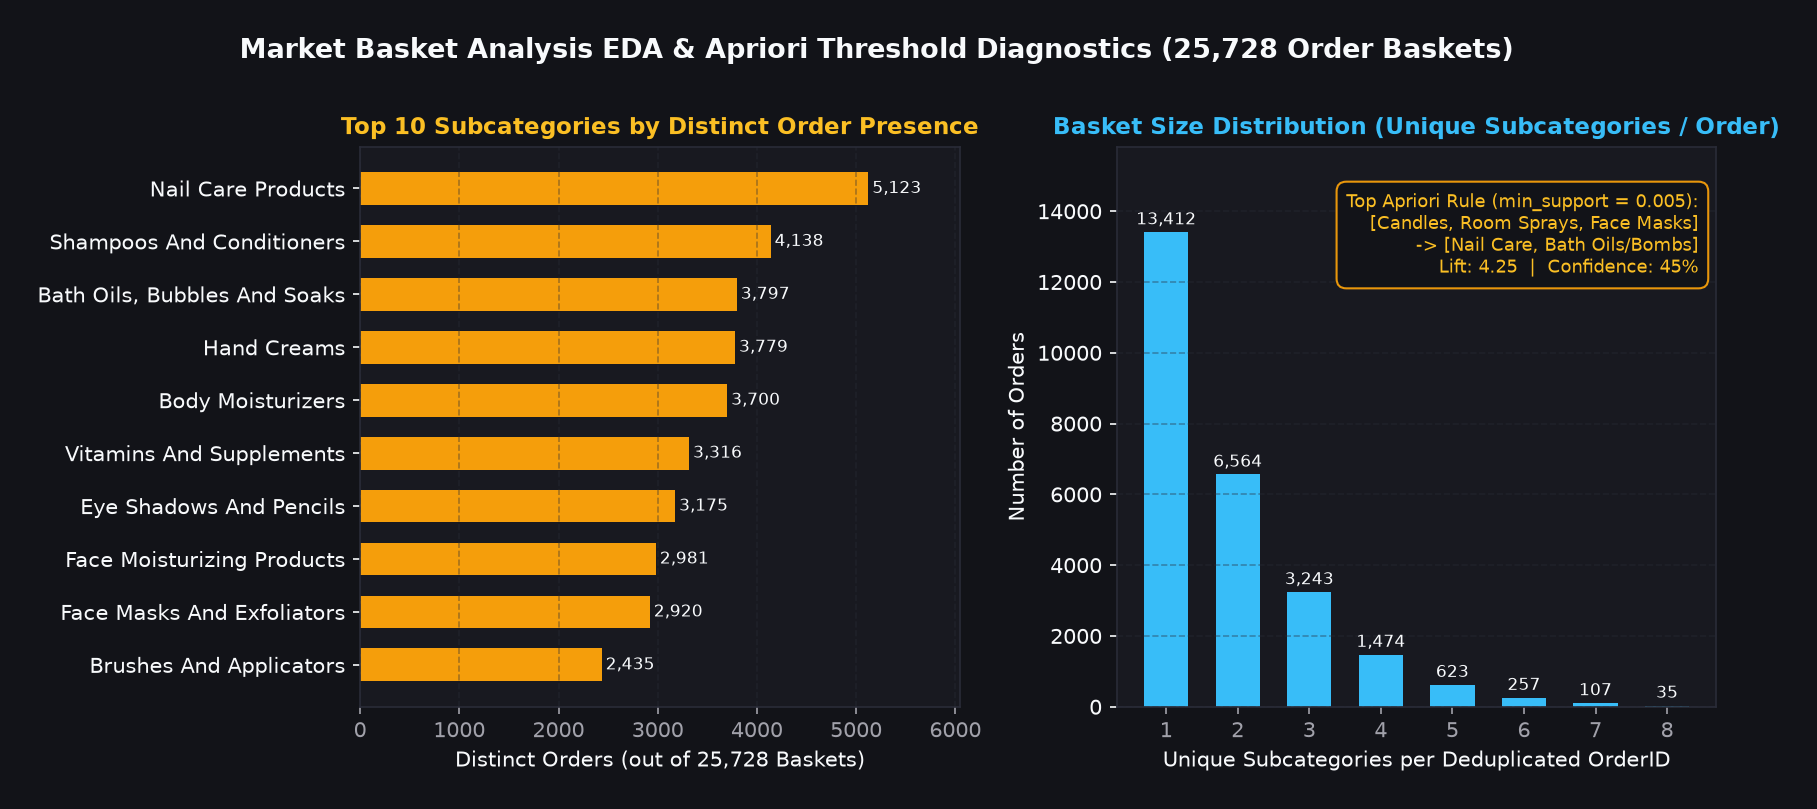 Market Basket Analysis EDA & Apriori Threshold Diagnostics (25,728 Order Baskets)
Top 10 Subcategories by Distinct Order Presence
Nail Care Products
5,123
Shampoos And Conditioners
4,138
Bath Oils, Bubbles And Soaks
3,797
Hand Creams
3,779
Body Moisturizers
3,700
Vitamins And Supplements
3,316
Eye Shadows And Pencils
3,175
Face Moisturizing Products
2,981
Face Masks And Exfoliators
2,920
Brushes And Applicators
2,435
0 1000 2000 3000 4000 5000 6000
Distinct Orders (out of 25,728 Baskets)
Basket Size Distribution (Unique Subcategories / Order)
Top Apriori Rule (min_support = 0.005):
[Candles, Room Sprays, Face Masks]
-> [Nail Care, Bath Oils/Bombs]
Lift: 4.25 | Confidence: 45%
Number of Orders
14000
12000
10000
8000
6000
4000
2000
0
13,412
6,564
3,243
1,474
623
257
107
35
1 2 3 4 5 6 7 8
Unique Subcategories per Deduplicated OrderID